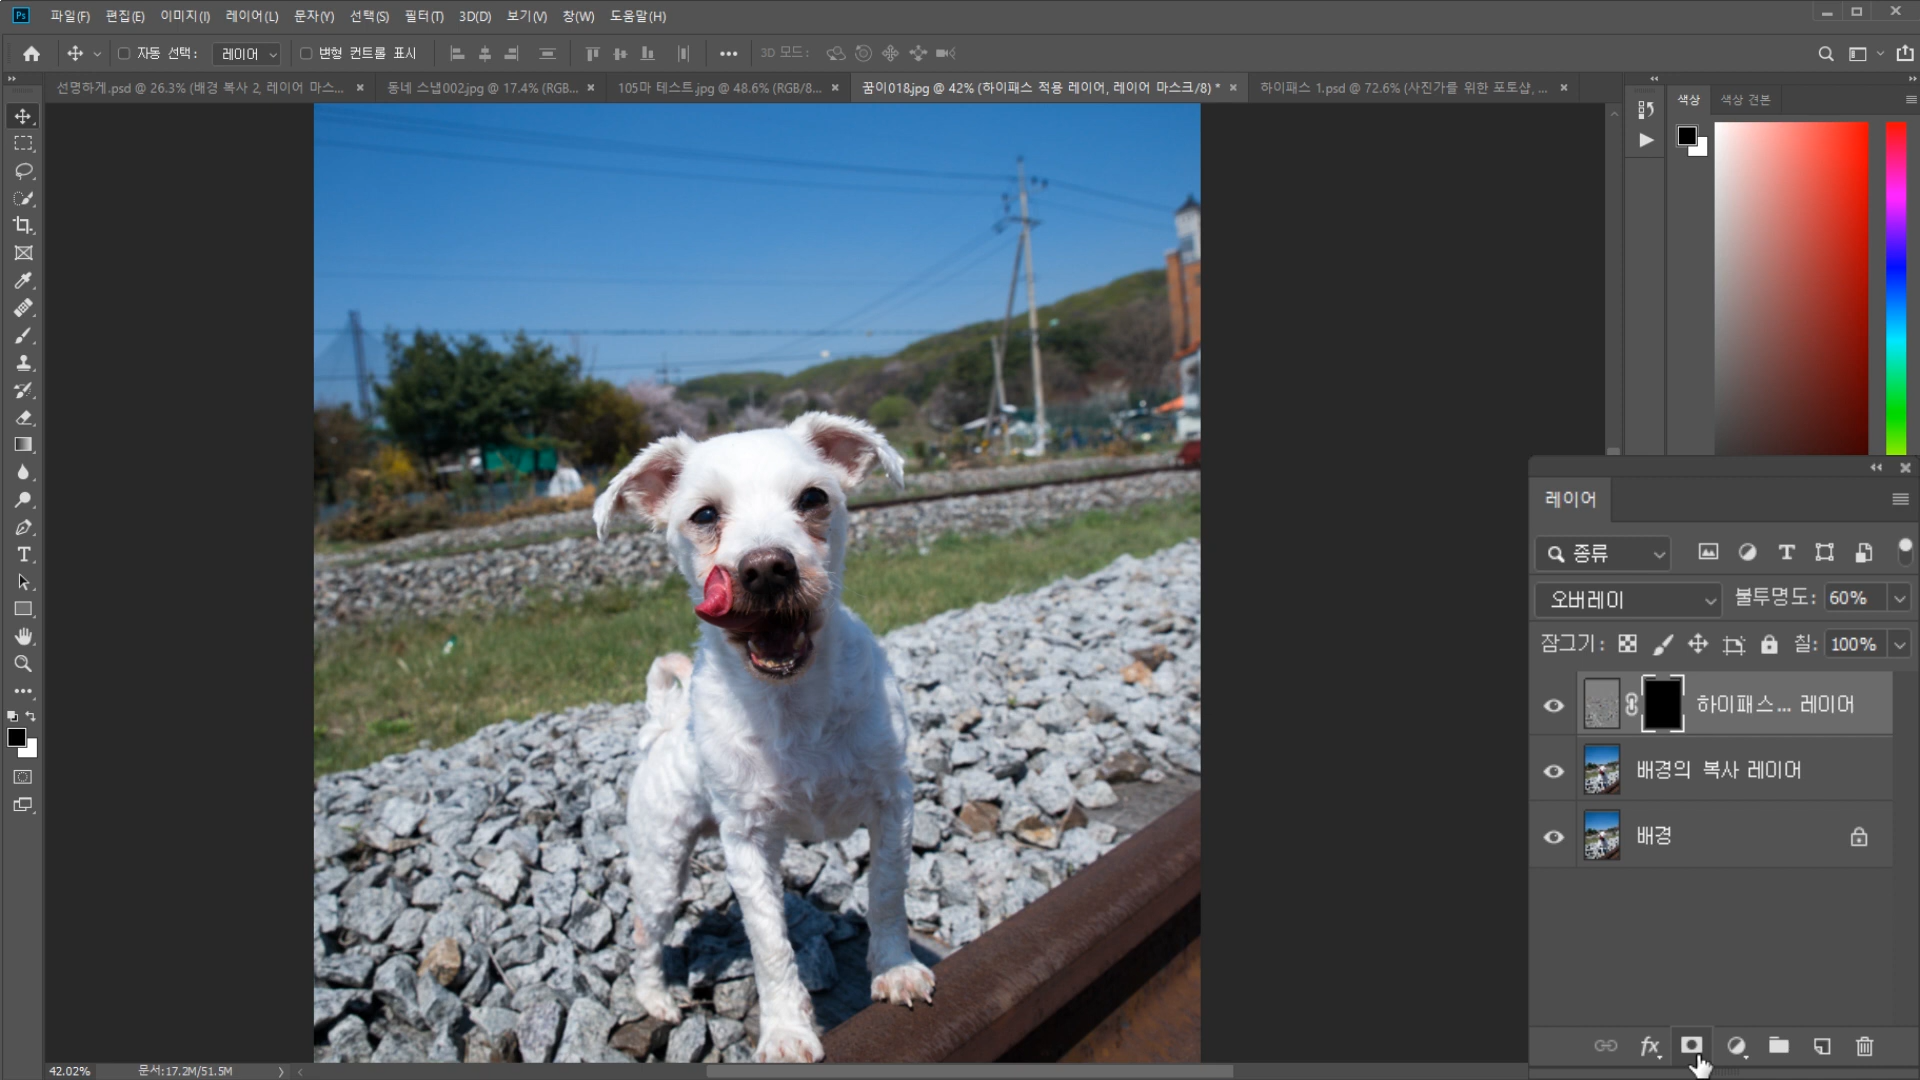 Ps 파일(F) 편집(E) 이미지(I) 레이어(L) 문자(Y) 선택(S) 필터(T) 3D(D) 보기(V) 창(W) 도움말(H)
자동 선택: 레이어 변형 컨트롤 표시 3D 모드:
선명하게.psd @ 26.3% (배경 복사 2, 레이어 마스... × 동네 스냅002.jpg @ 17.4% (RGB... × 105마 테스트.jpg @ 48.6% (RGB/8... × 꿈이018.jpg @ 42% (하이패스 적용 레이어, 레이어 마스크/8) * × 하이패스 1.psd @ 72.6% (사진가를 위한 포토샵, ... ×
색상 색상 견본
레이어
종류
오버레이 불투명도: 60%
잠그기: 칠: 100%
하이패스... 레이어
배경의 복사 레이어
배경
fx
42.02% 문서:17.2M/51.5M